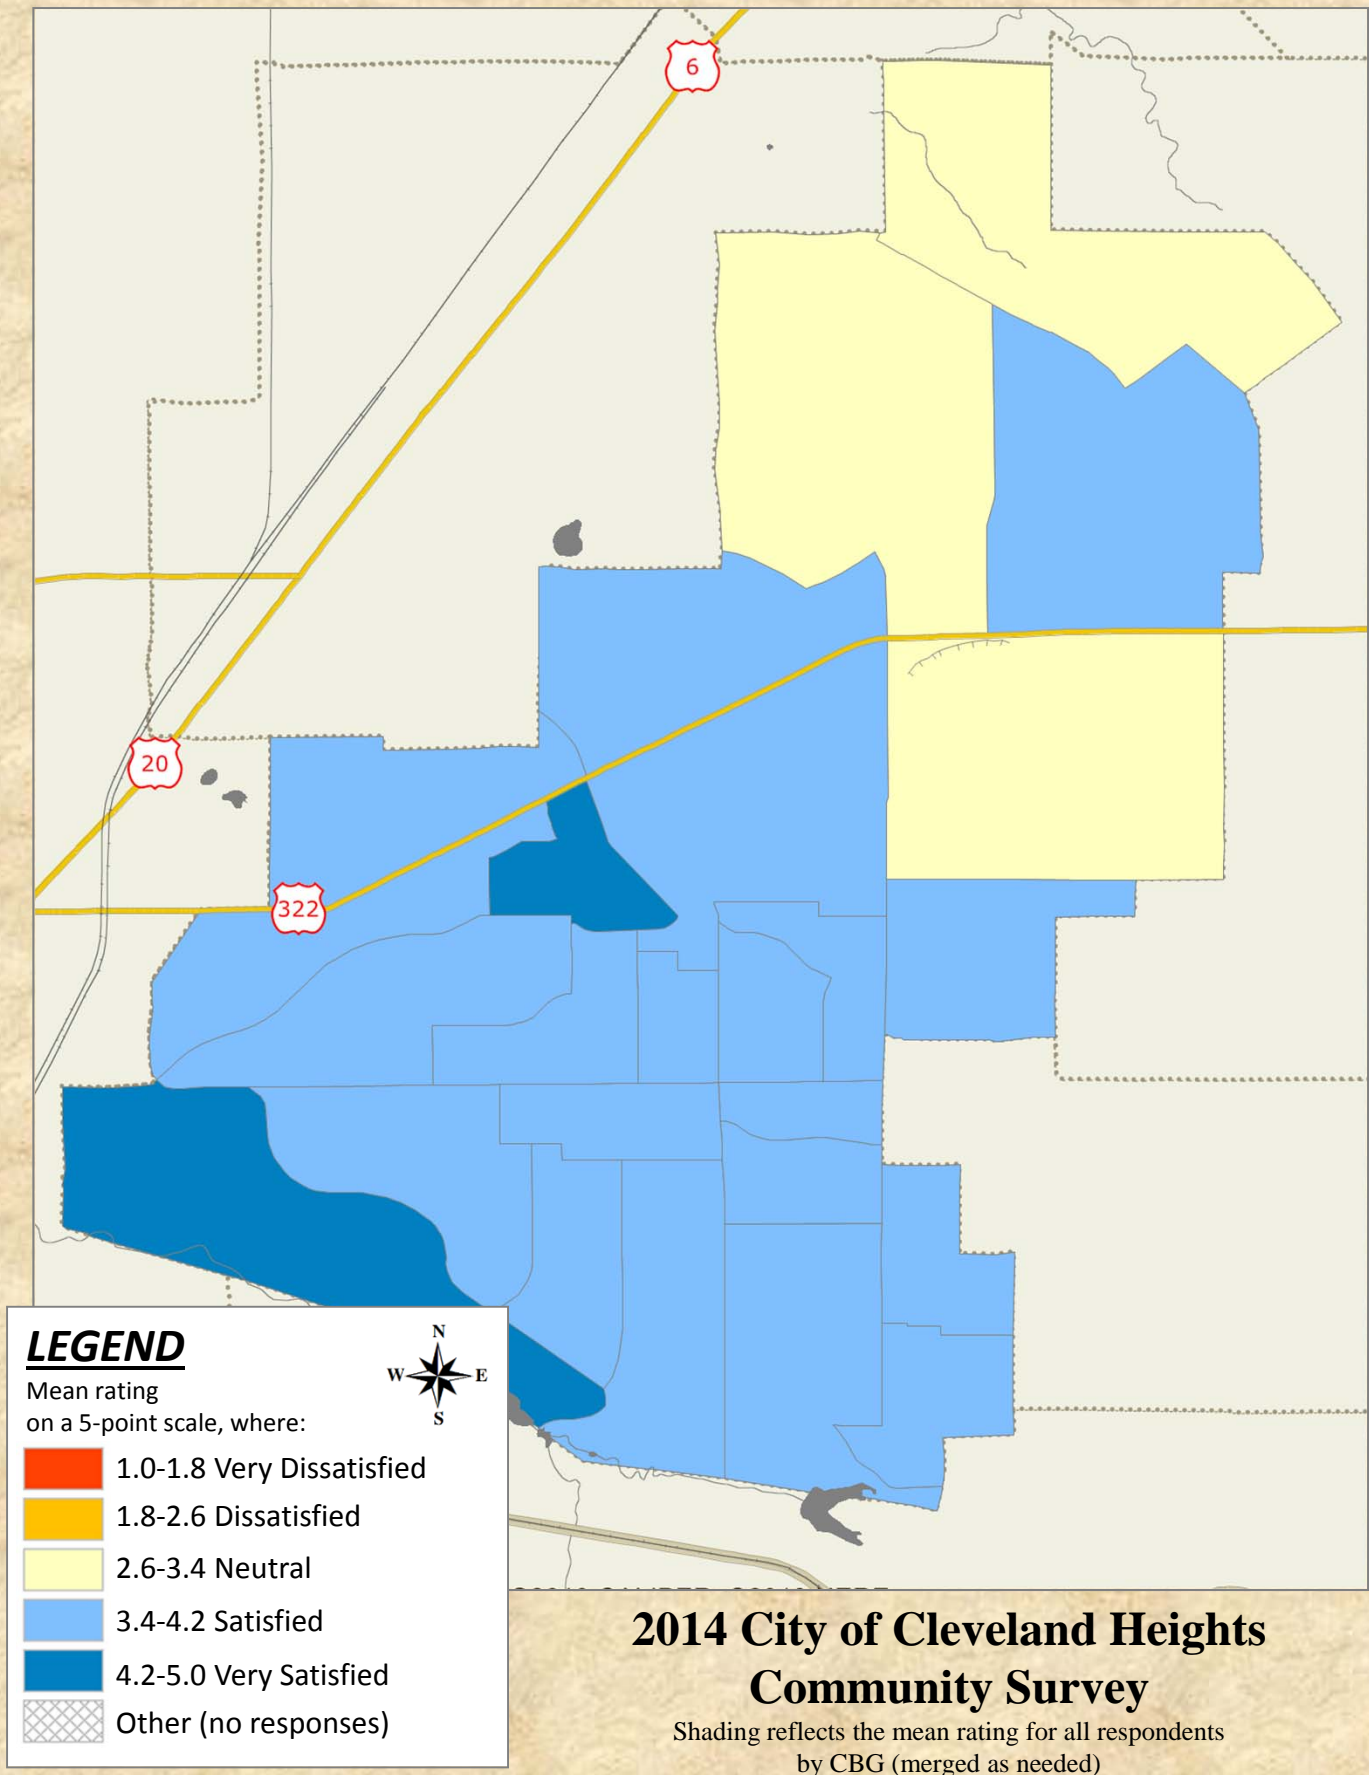 6
20
322
LEGEND
Mean rating
on a 5-point scale, where:
N
W E
S
1.0-1.8 Very Dissatisfied
1.8-2.6 Dissatisfied
2.6-3.4 Neutral
3.4-4.2 Satisfied
4.2-5.0 Very Satisfied
Other (no responses)
2014 City of Cleveland Heights
Community Survey
Shading reflects the mean rating for all respondents
by CBG (merged as needed)